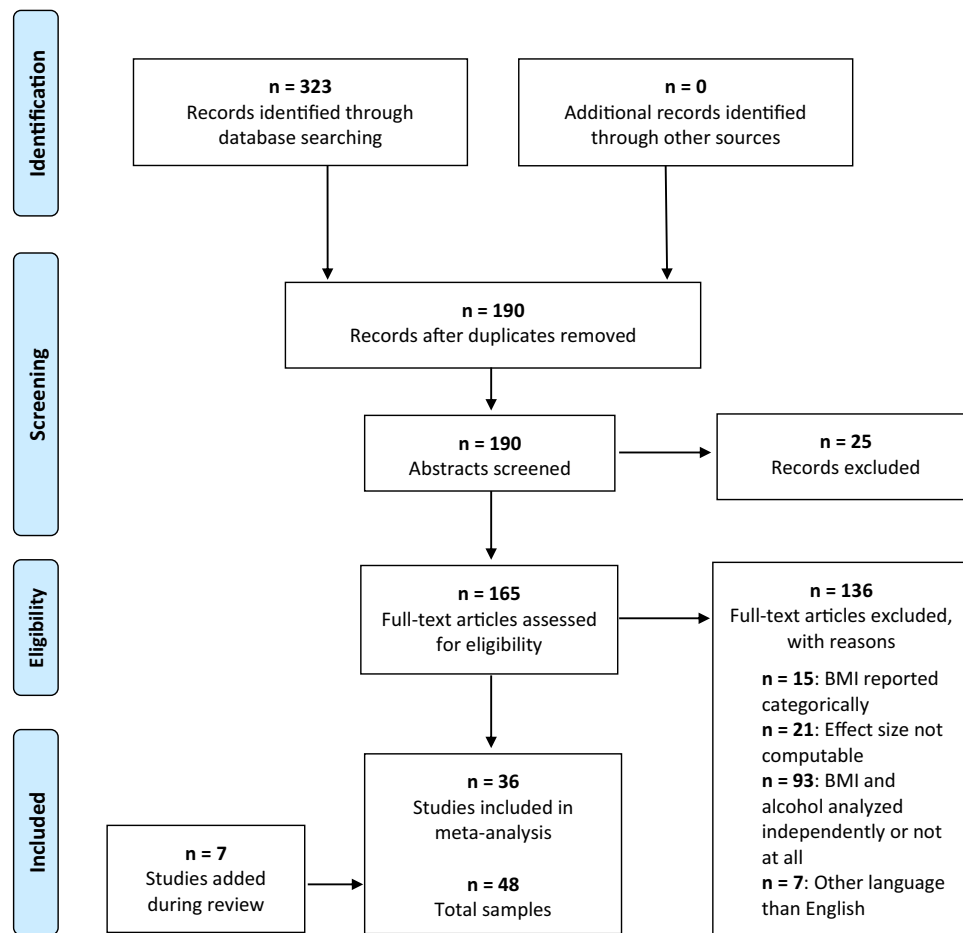 Identification
n = 323
Records identified through
database searching
n = 0
Additional records identified
through other sources
Screening
n = 190
Records after duplicates removed
n = 190
Abstracts screened
n = 25
Records excluded
Eligibility
n = 165
Full-text articles assessed
for eligibility
n = 136
Full-text articles excluded,
with reasons
n = 15: BMI reported
categorically
n = 21: Effect size not
computable
n = 93: BMI and
alcohol analyzed
independently or not
at all
n = 7: Other language
than English
Included
n = 7
Studies added
during review
n = 36
Studies included in
meta-analysis
n = 48
Total samples